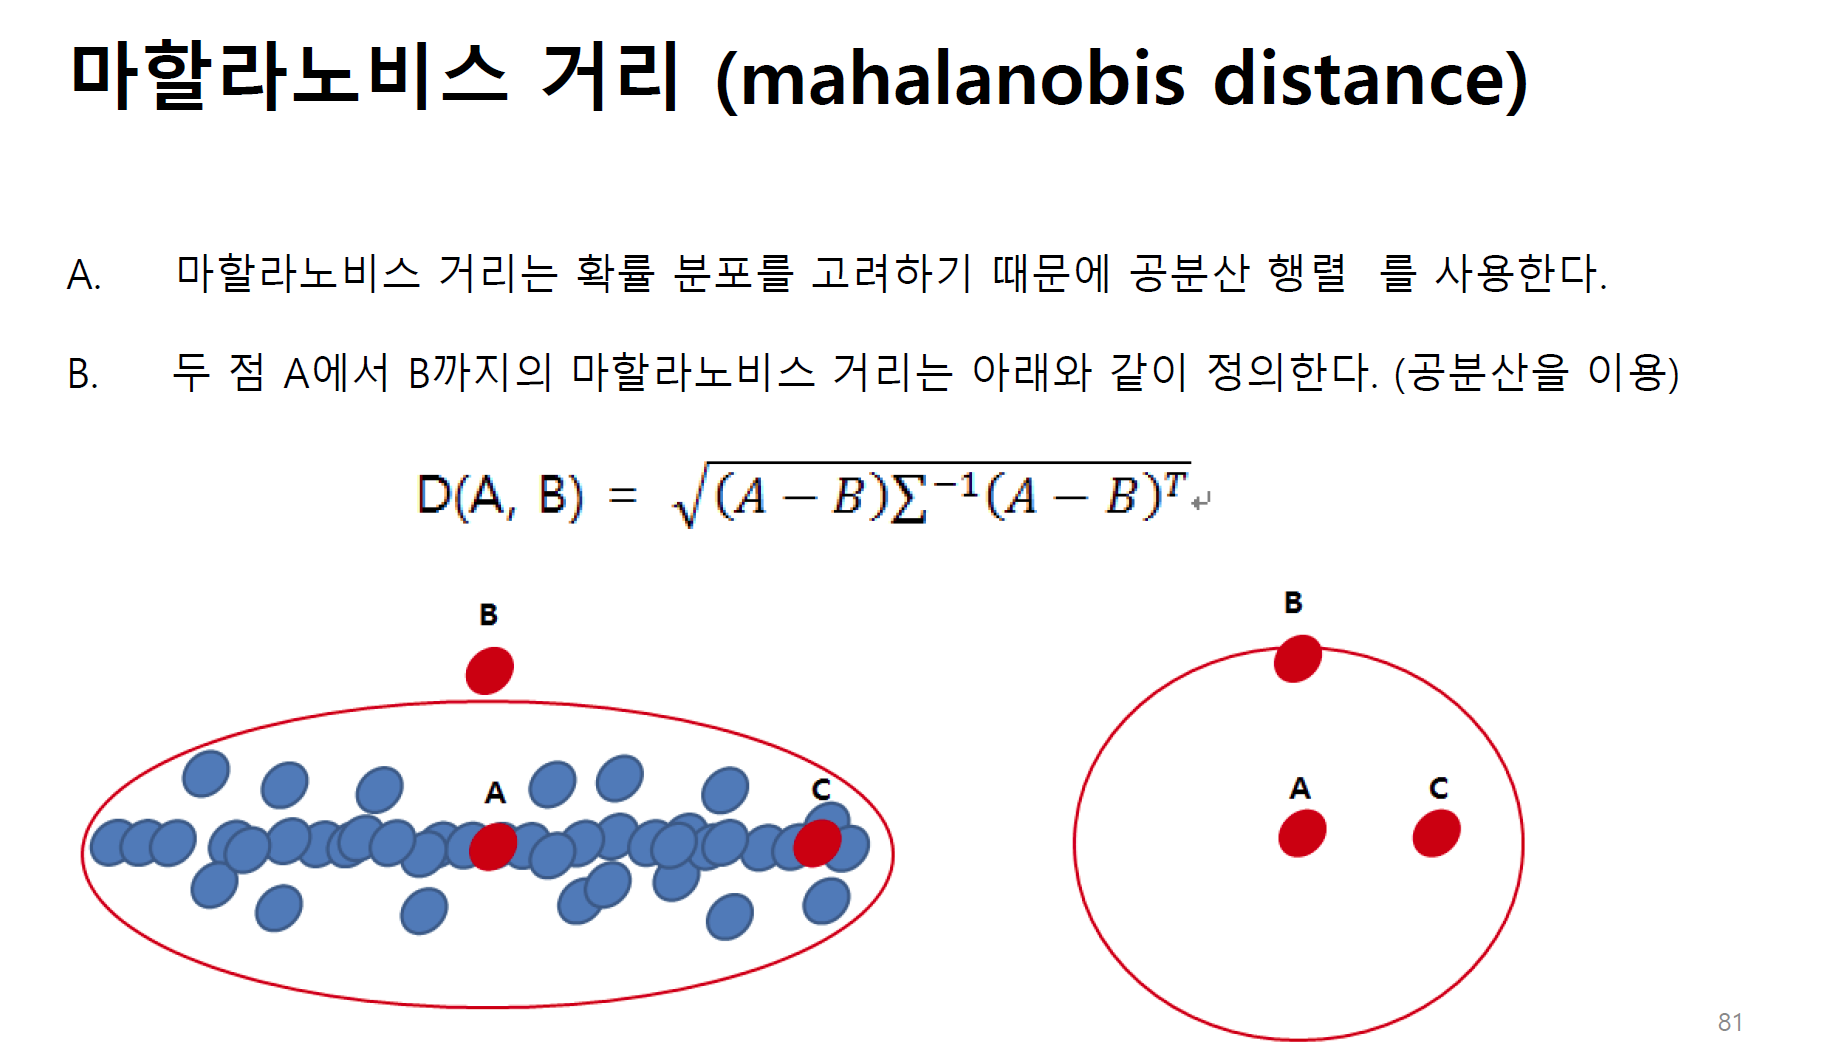 마할라노비스 거리 (mahalanobis distance)
A. 마할라노비스 거리는 확률 분포를 고려하기 때문에 공분산 행렬 를 사용한다.
B. 두 점 A에서 B까지의 마할라노비스 거리는 아래와 같이 정의한다. (공분산을 이용)
D(A, B) = √(A − B)∑⁻¹(A − B)ᵀ↵
B
B
A
C
A
C
81